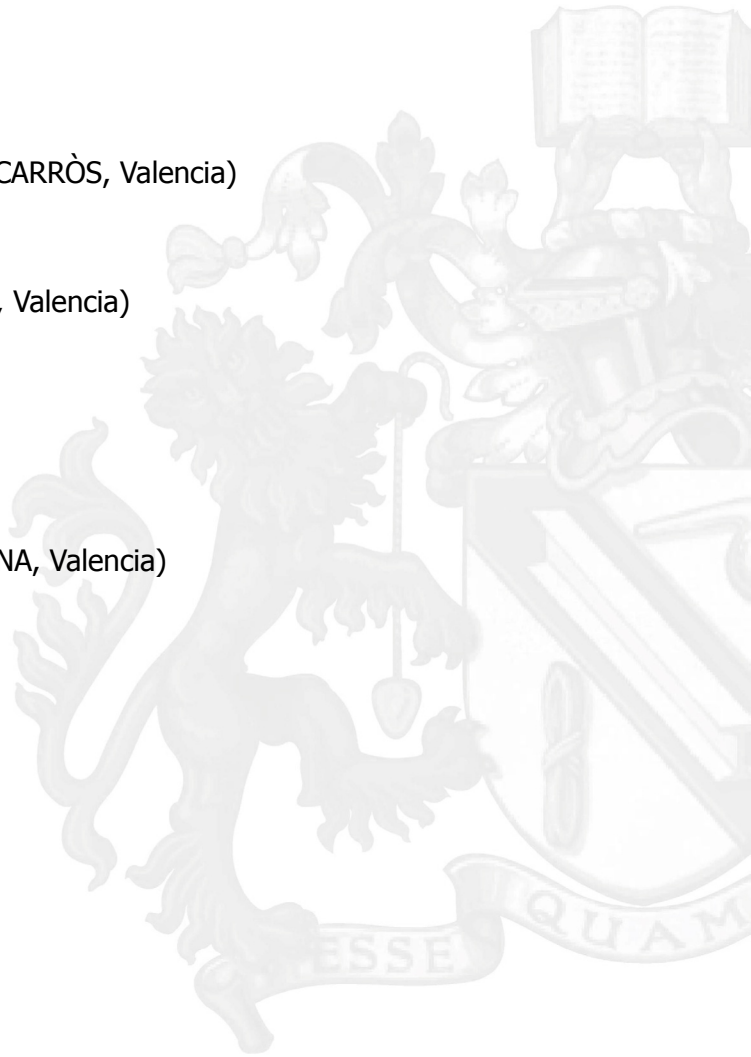 CARRÒS, Valencia)
, Valencia)
NA, Valencia)
ESSE QUAM